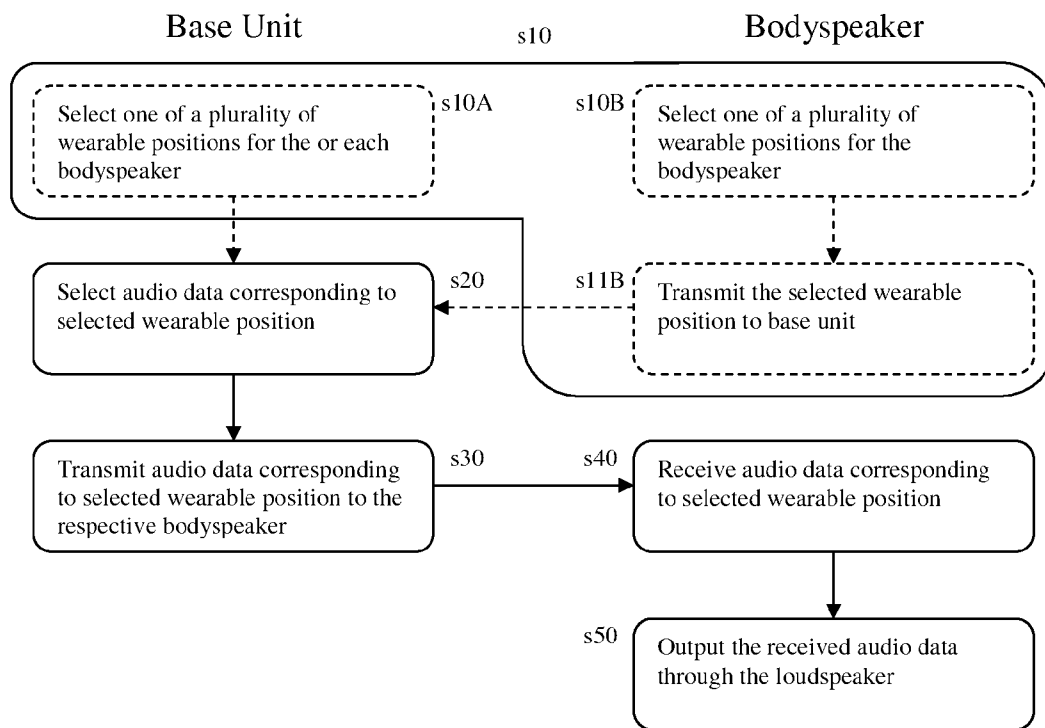 Base Unit
s10
Bodyspeaker
Select one of a plurality of
wearable positions for the or each
bodyspeaker
s10A
s10B
Select one of a plurality of
wearable positions for the
bodyspeaker
Select audio data corresponding to
selected wearable position
s20
s11B
Transmit the selected wearable
position to base unit
Transmit audio data corresponding
to selected wearable position to the
respective bodyspeaker
s30
s40
Receive audio data corresponding
to selected wearable position
s50
Output the received audio data
through the loudspeaker